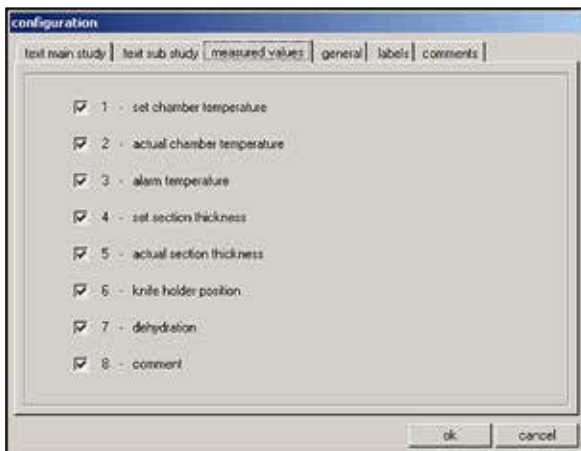 configuration
text main study text sub study measured values general labels comments
1 - set chamber temperature
2 - actual chamber temperature
3 - alarm temperature
4 - set section thickness
5 - actual section thickness
6 - knife holder position
7 - dehydration
8 - comment
ok cancel